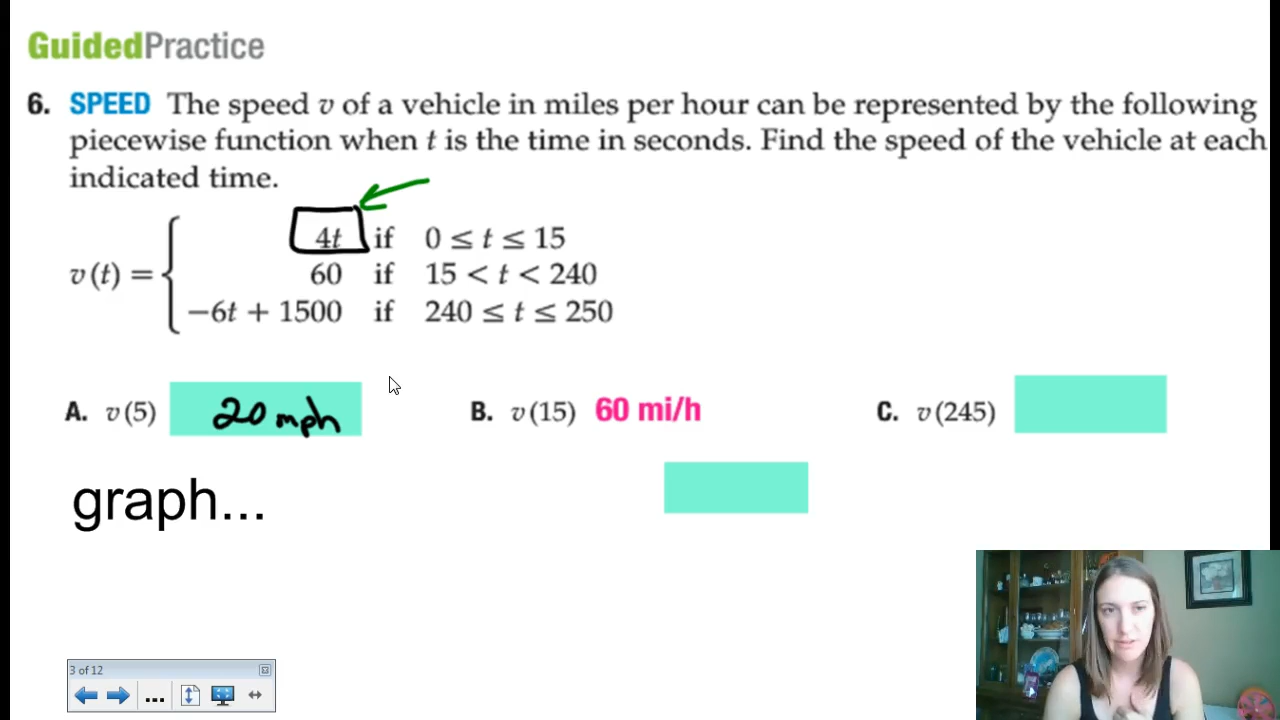 GuidedPractice
6. SPEED The speed v of a vehicle in miles per hour can be represented by the following
piecewise function when t is the time in seconds. Find the speed of the vehicle at each
indicated time.
4t if 0 ≤ t ≤ 15
v(t) = { 60 if 15 < t < 240
−6t + 1500 if 240 ≤ t ≤ 250
A. v(5) 20 mph B. v(15) 60 mi/h C. v(245)
graph...
3 of 12
...